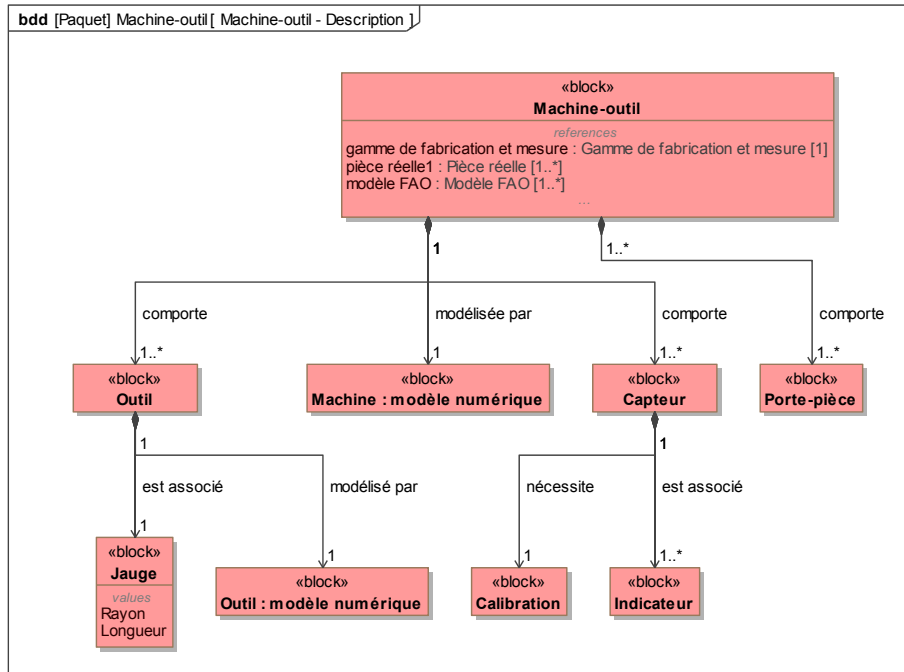 bdd [Paquet] Machine-outil [ Machine-outil - Description ]
«block»
Machine-outil
references
gamme de fabrication et mesure : Gamme de fabrication et mesure [1]
pièce réelle1 : Pièce réelle [1..*]
modèle FAO : Modèle FAO [1..*]
...
1
1..*
comporte
modélisée par
comporte
comporte
1..*
1
1..*
1..*
«block»
Outil
«block»
Machine : modèle numérique
«block»
Capteur
«block»
Porte-pièce
1
1
est associé
modélisé par
nécessite
est associé
1
1
1
1..*
«block»
Jauge
values
Rayon
Longueur
«block»
Outil : modèle numérique
«block»
Calibration
«block»
Indicateur